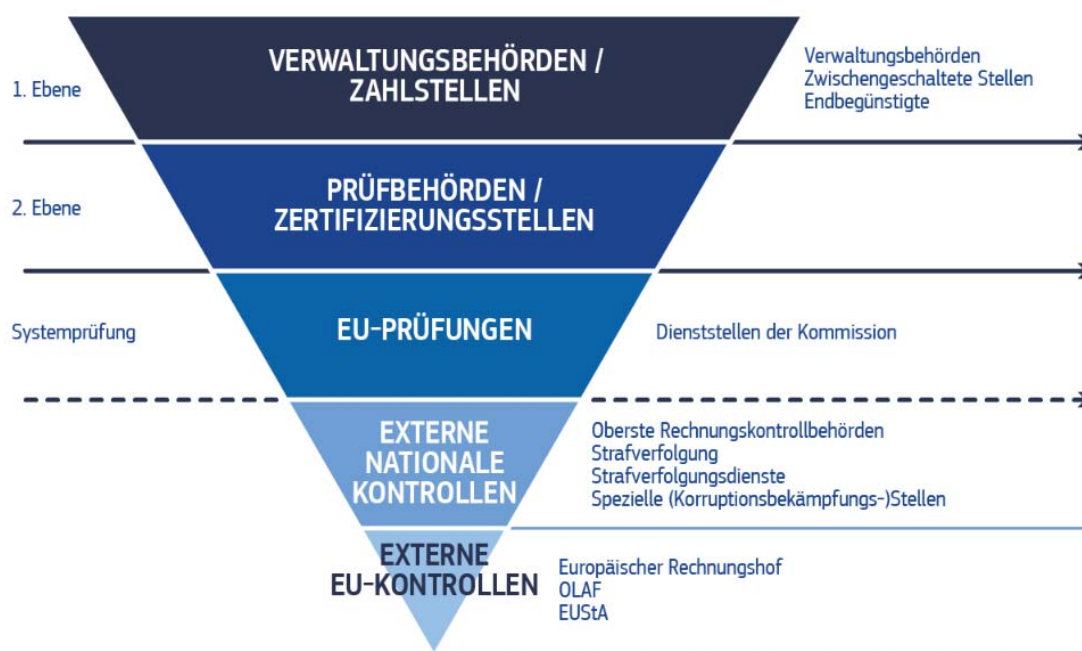 VERWALTUNGSBEHÖRDEN /
ZAHLSTELLEN
1. Ebene
Verwaltungsbehörden
Zwischengeschaltete Stellen
Endbegünstigte
2. Ebene
PRÜFBEHÖRDEN /
ZERTIFIZIERUNGSSTELLEN
Systemprüfung
EU-PRÜFUNGEN
Dienststellen der Kommission
EXTERNE
NATIONALE
KONTROLLEN
Oberste Rechnungskontrollbehörden
Strafverfolgung
Strafverfolgungsdienste
Spezielle (Korruptionsbekämpfungs-)Stellen
EXTERNE
EU-KONTROLLEN
Europäischer Rechnungshof
OLAF
EUStA